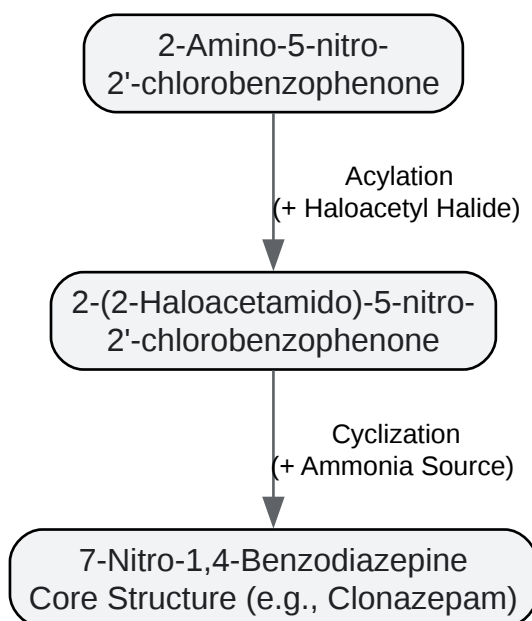 2-Amino-5-nitro-
2'-chlorobenzophenone
Acylation
(+ Haloacetyl Halide)
2-(2-Haloacetamido)-5-nitro-
2'-chlorobenzophenone
Cyclization
(+ Ammonia Source)
7-Nitro-1,4-Benzodiazepine
Core Structure (e.g., Clonazepam)